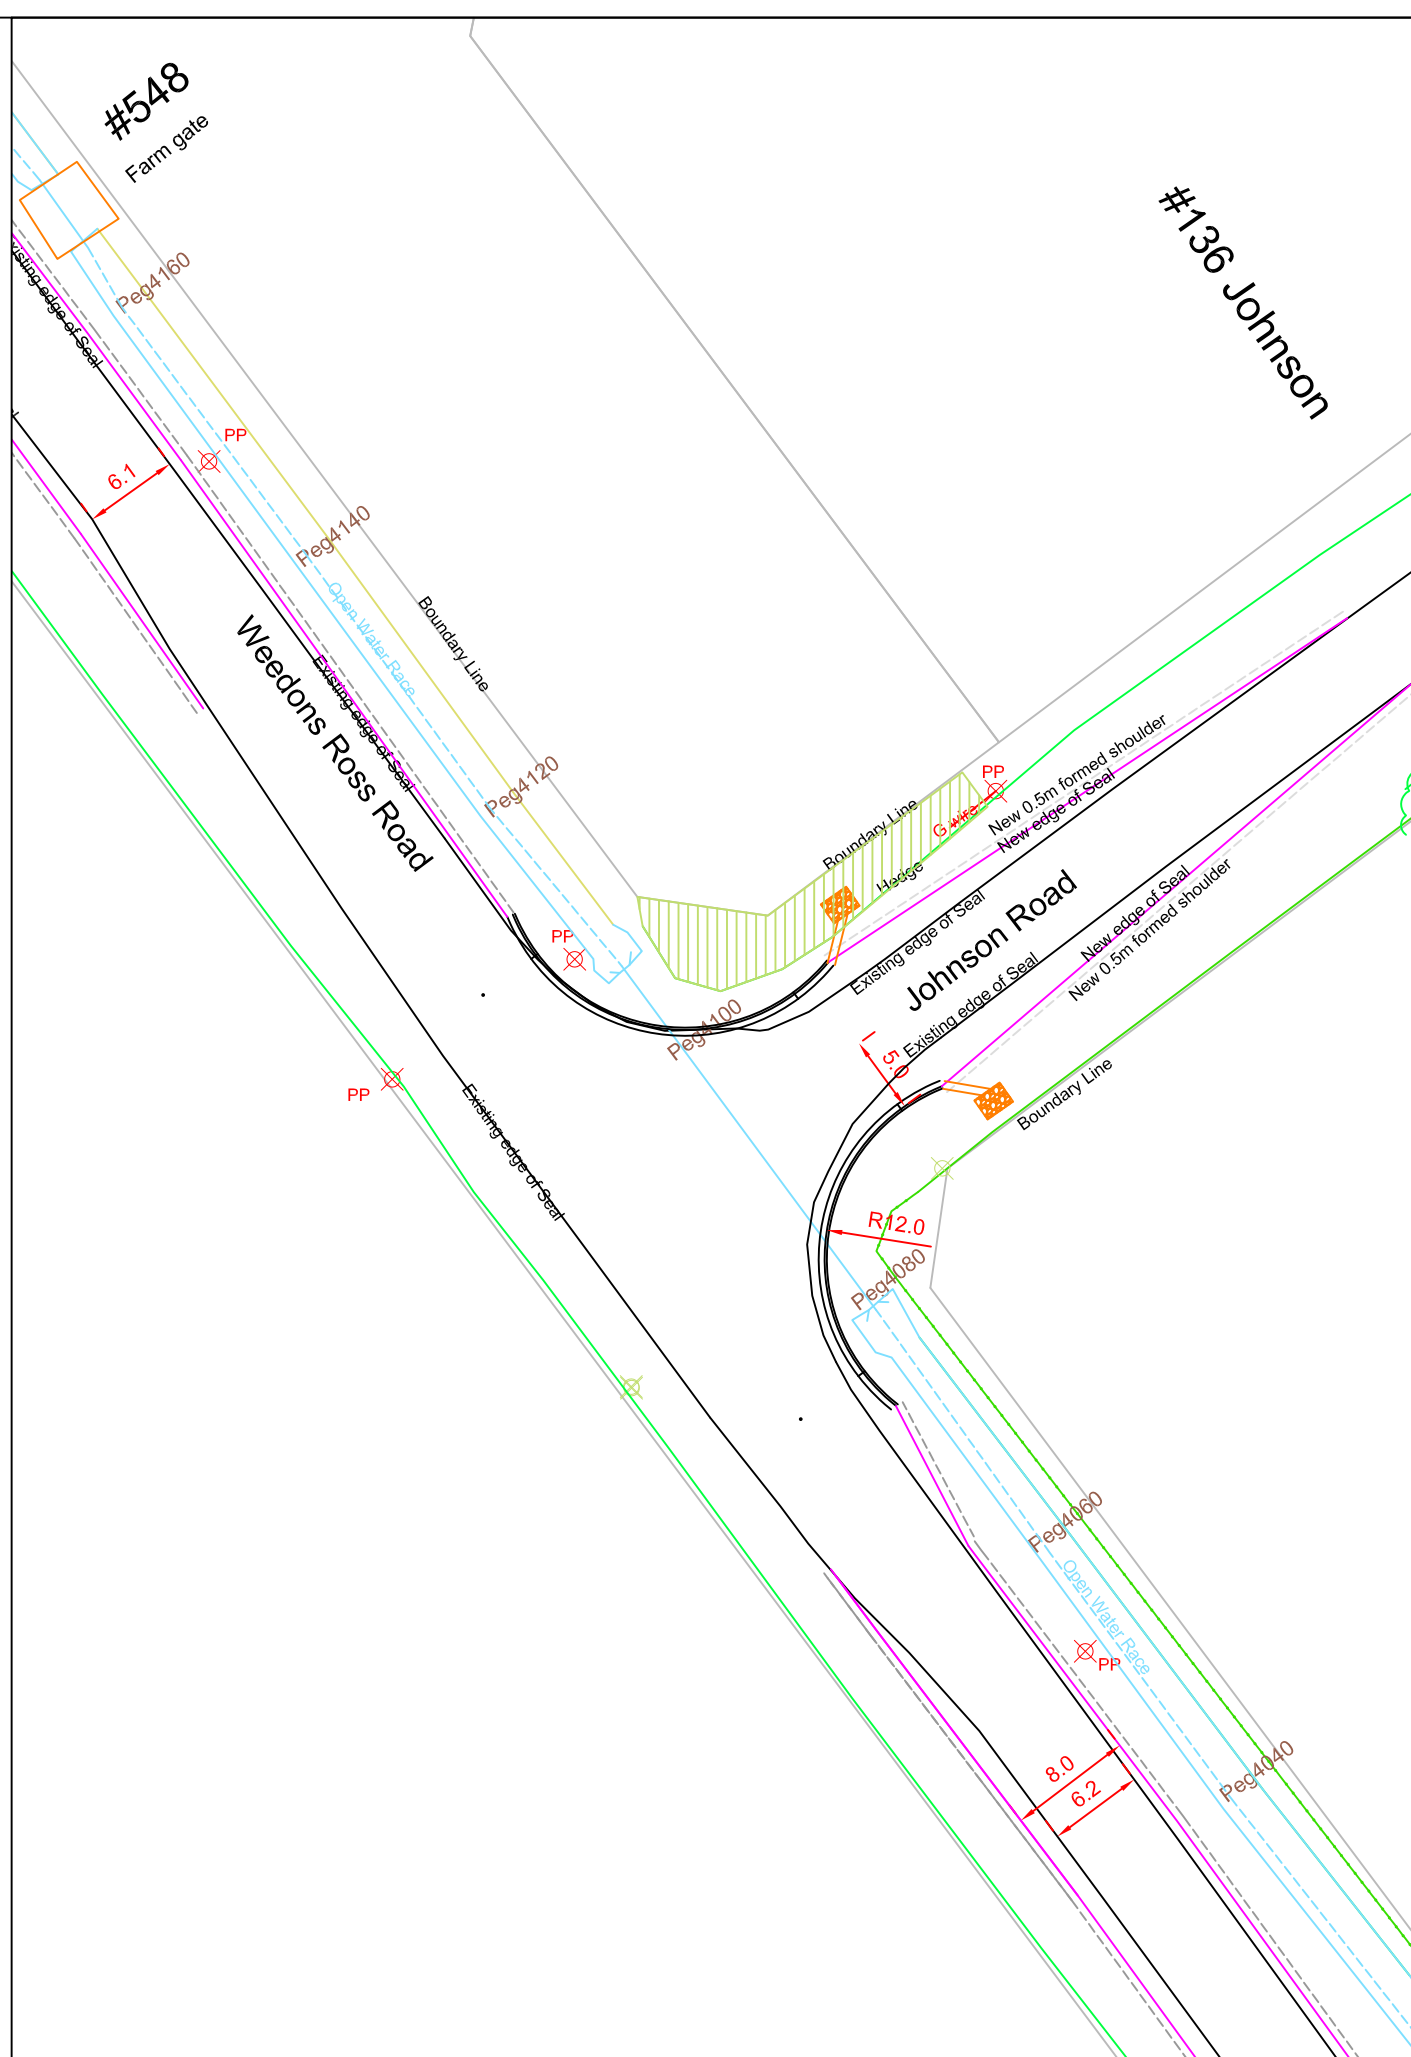 #548
Farm gate
#136 Johnson
Peg4160
xisting edge of Seal
PP
6.1
Peg4140
Open Water Race
Boundary Line
Weedons Ross Road
Existing edge of Seal
Peg4120
PP
G wire
New 0.5m formed shoulder
New edge of Seal
Boundary Line
Hedge
Existing edge of Seal
Johnson Road
New edge of Seal
New 0.5m formed shoulder
Existing edge of Seal
PP
Peg4100
5.0
PP
Boundary Line
Existing edge of Seal
R12.0
Peg4080
Peg4060
Open Water Race
PP
8.0
6.2
Peg4040